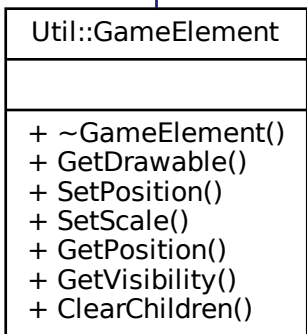 Util::GameElement
+ ~GameElement()
+ GetDrawable()
+ SetPosition()
+ SetScale()
+ GetPosition()
+ GetVisibility()
+ ClearChildren()